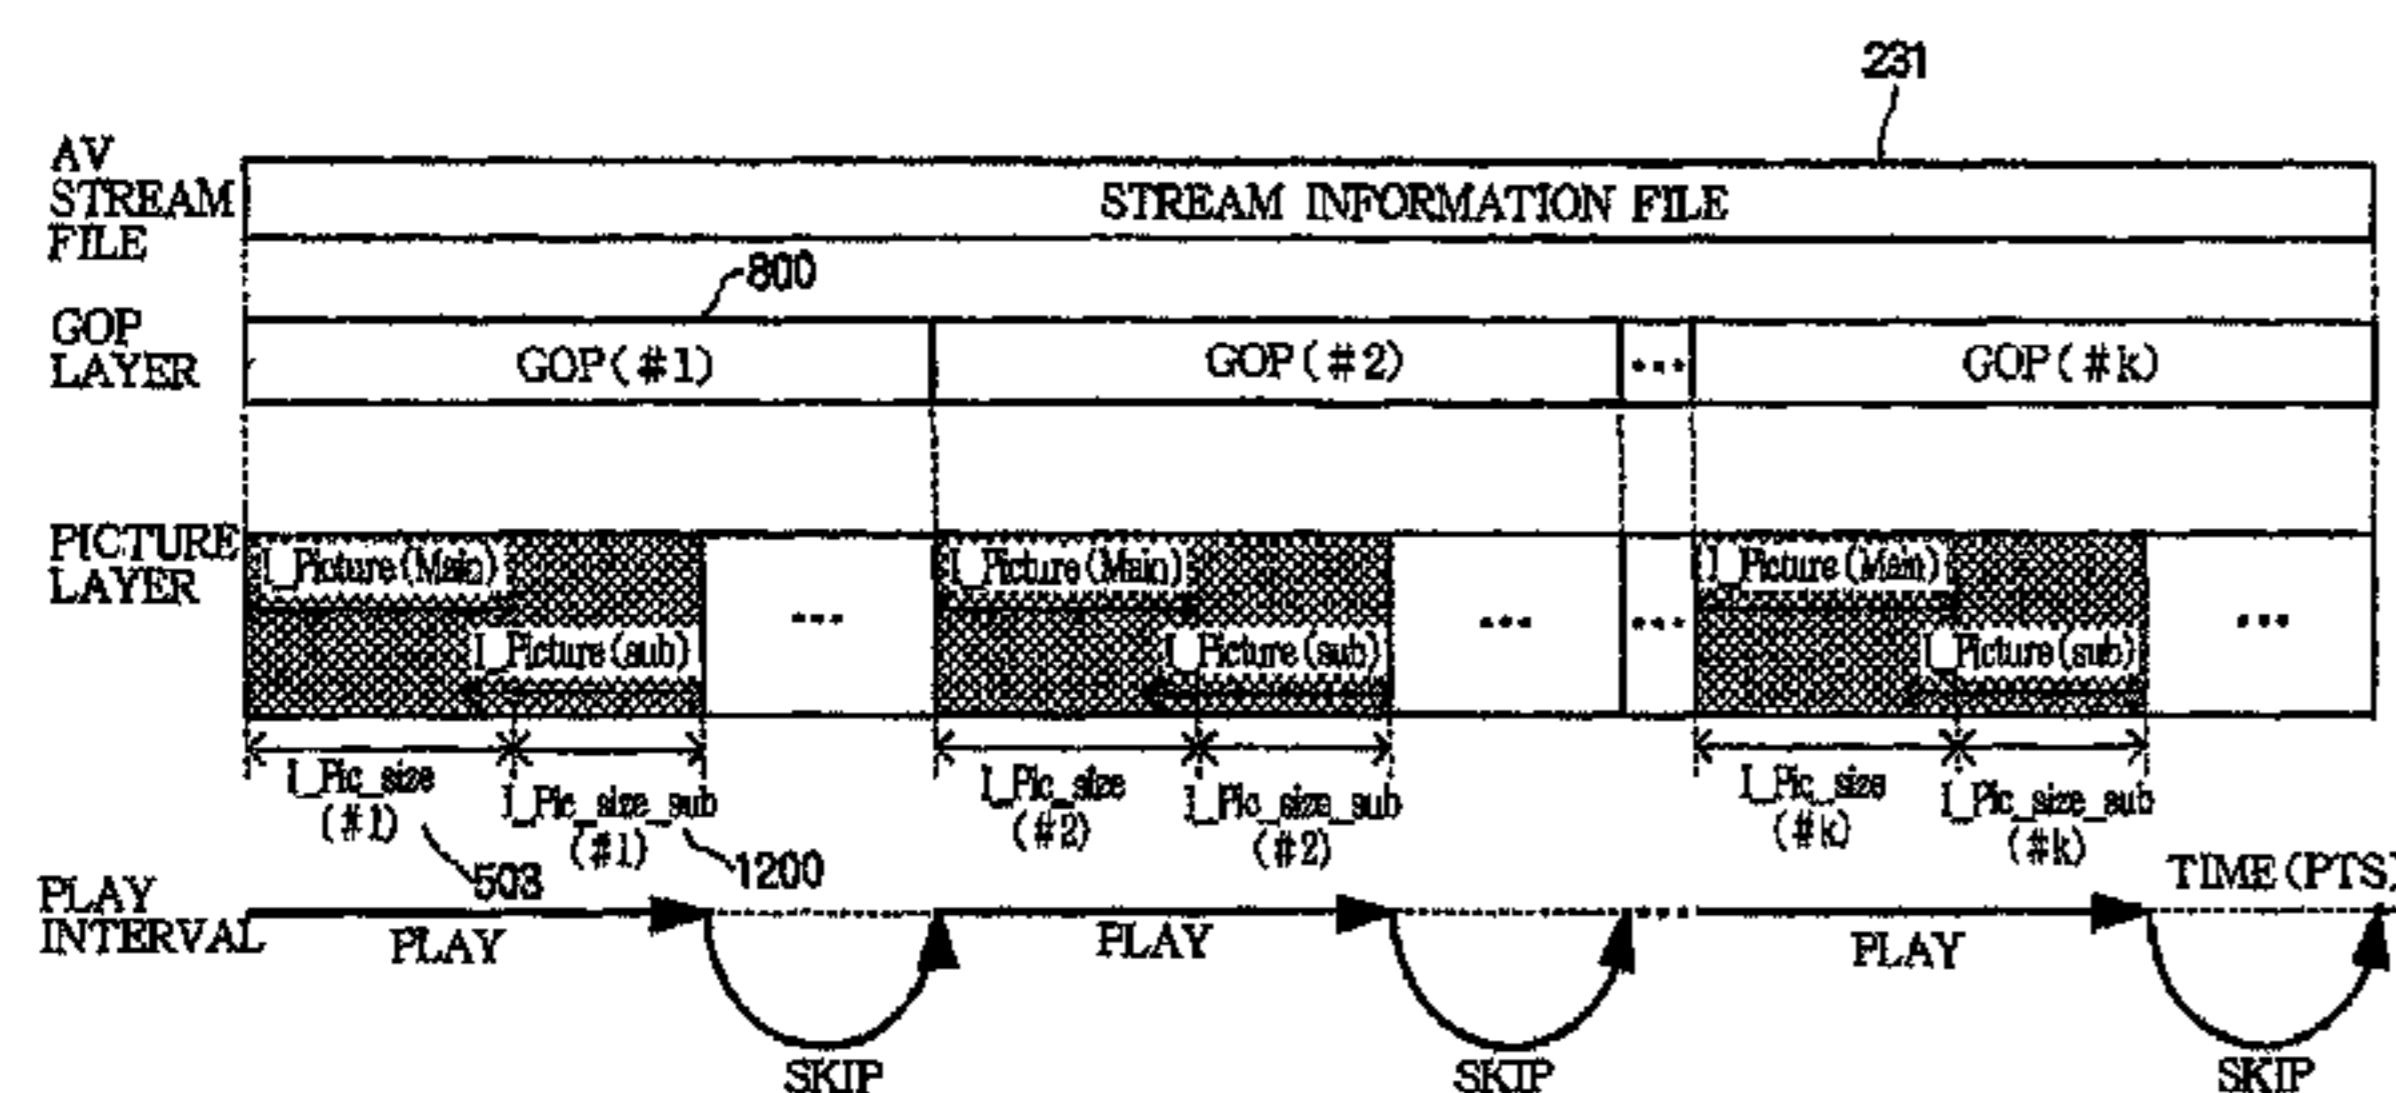 231
AV
STREAM
FILE
STREAM INFORMATION FILE
800
GOP
LAYER
GOP(#1)
GOP(#2)
...
GOP(#k)
PICTURE
LAYER
I_Picture(Main)
I_Picture(sub)
...
I_Picture(Main)
I_Picture(sub)
...
...
I_Picture(Main)
I_Picture(sub)
...
I_Pic_size
(#1)
I_Pic_size_sub
(#1)
I_Pic_size
(#2)
I_Pic_size_sub
(#2)
I_Pic_size
(#k)
I_Pic_size_sub
(#k)
503
1200
TIME(PTS)
PLAY
INTERVAL
PLAY
PLAY
PLAY
SKIP
SKIP
SKIP